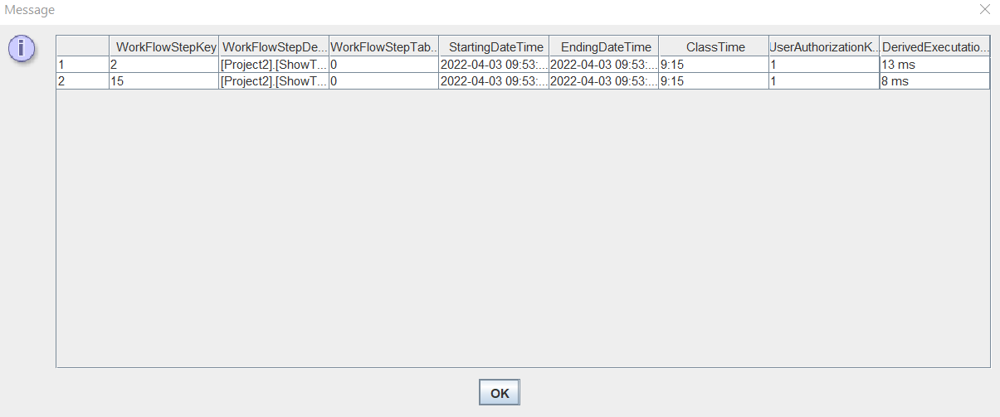 Message
WorkFlowStepKey WorkFlowStepDe... WorkFlowStepTab... StartingDateTime EndingDateTime ClassTime UserAuthorizationK... DerivedExecutatio...
1 2 [Project2].[ShowT... 0 2022-04-03 09:53:... 2022-04-03 09:53:... 9:15 1 13 ms
2 15 [Project2].[ShowT... 0 2022-04-03 09:53:... 2022-04-03 09:53:... 9:15 1 8 ms
OK